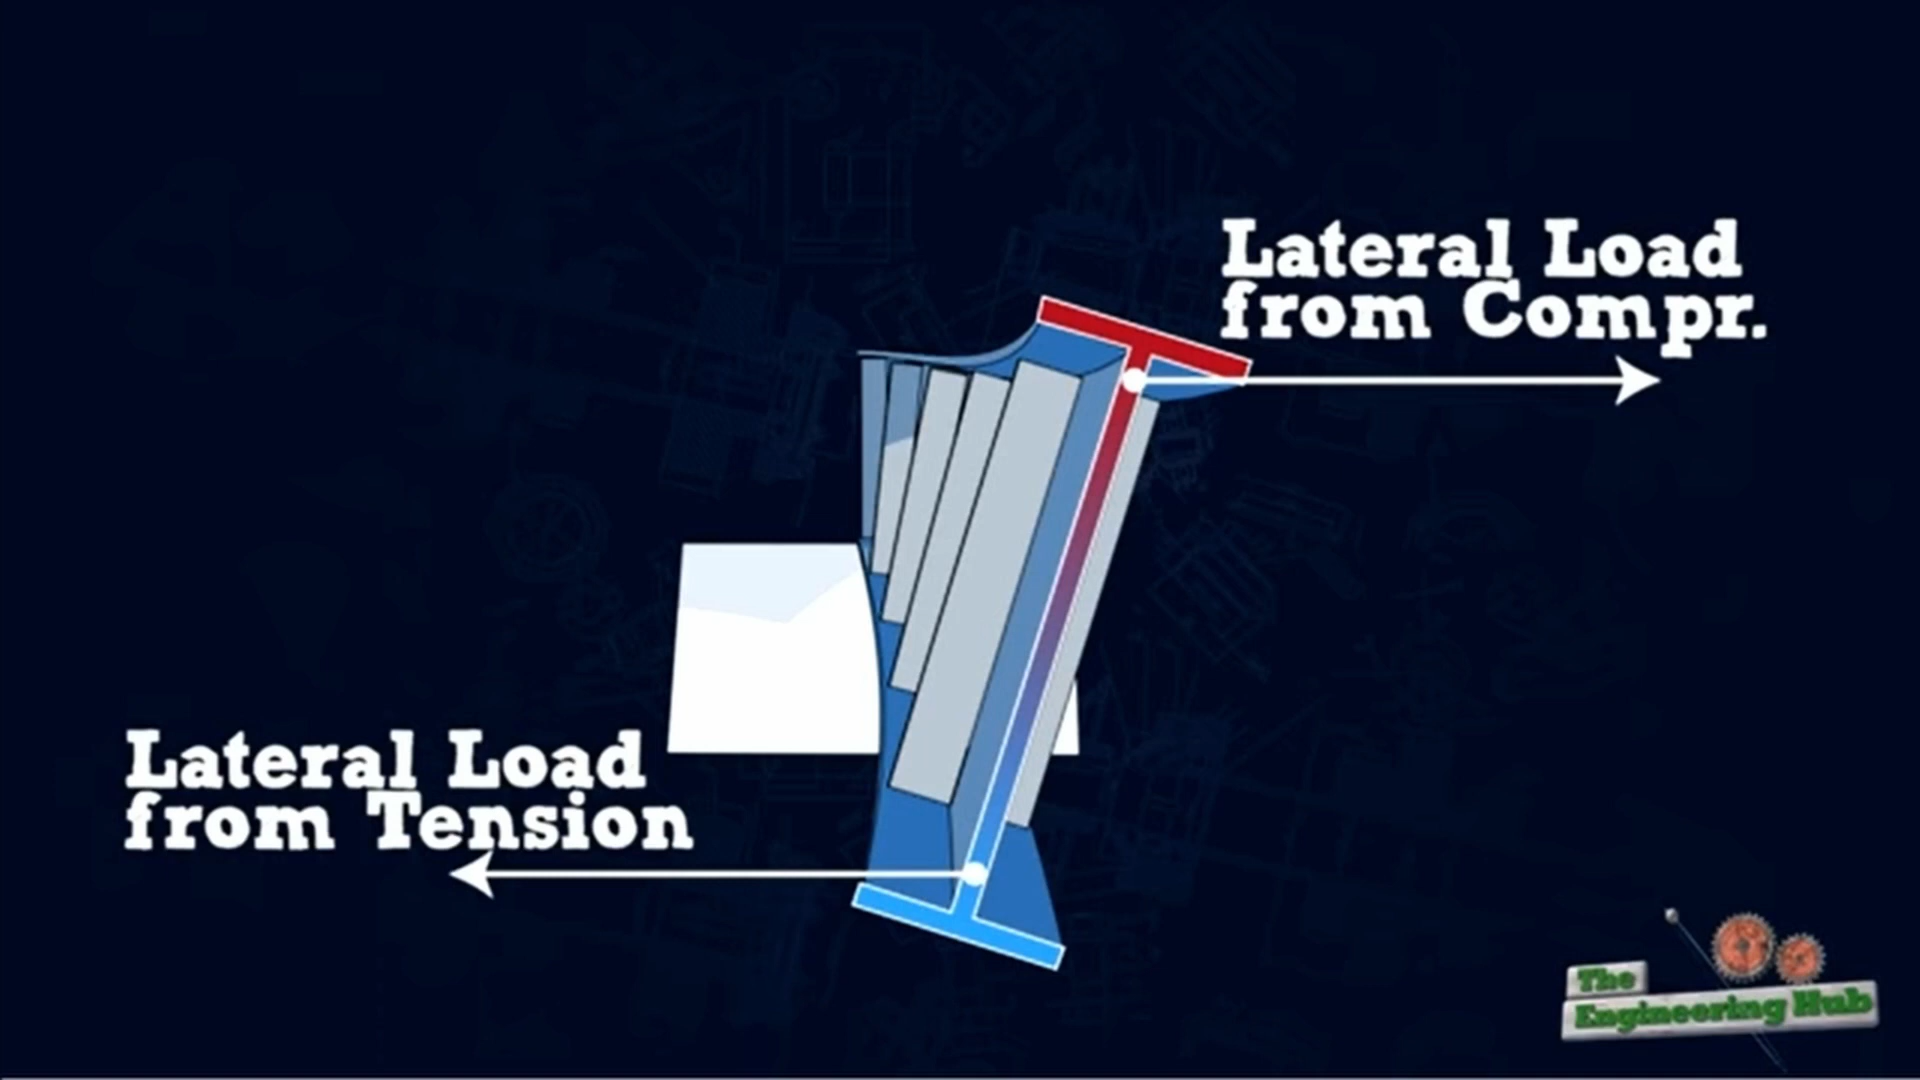 Lateral Load
from Compr.
Lateral Load
from Tension
The
Engineering Hub